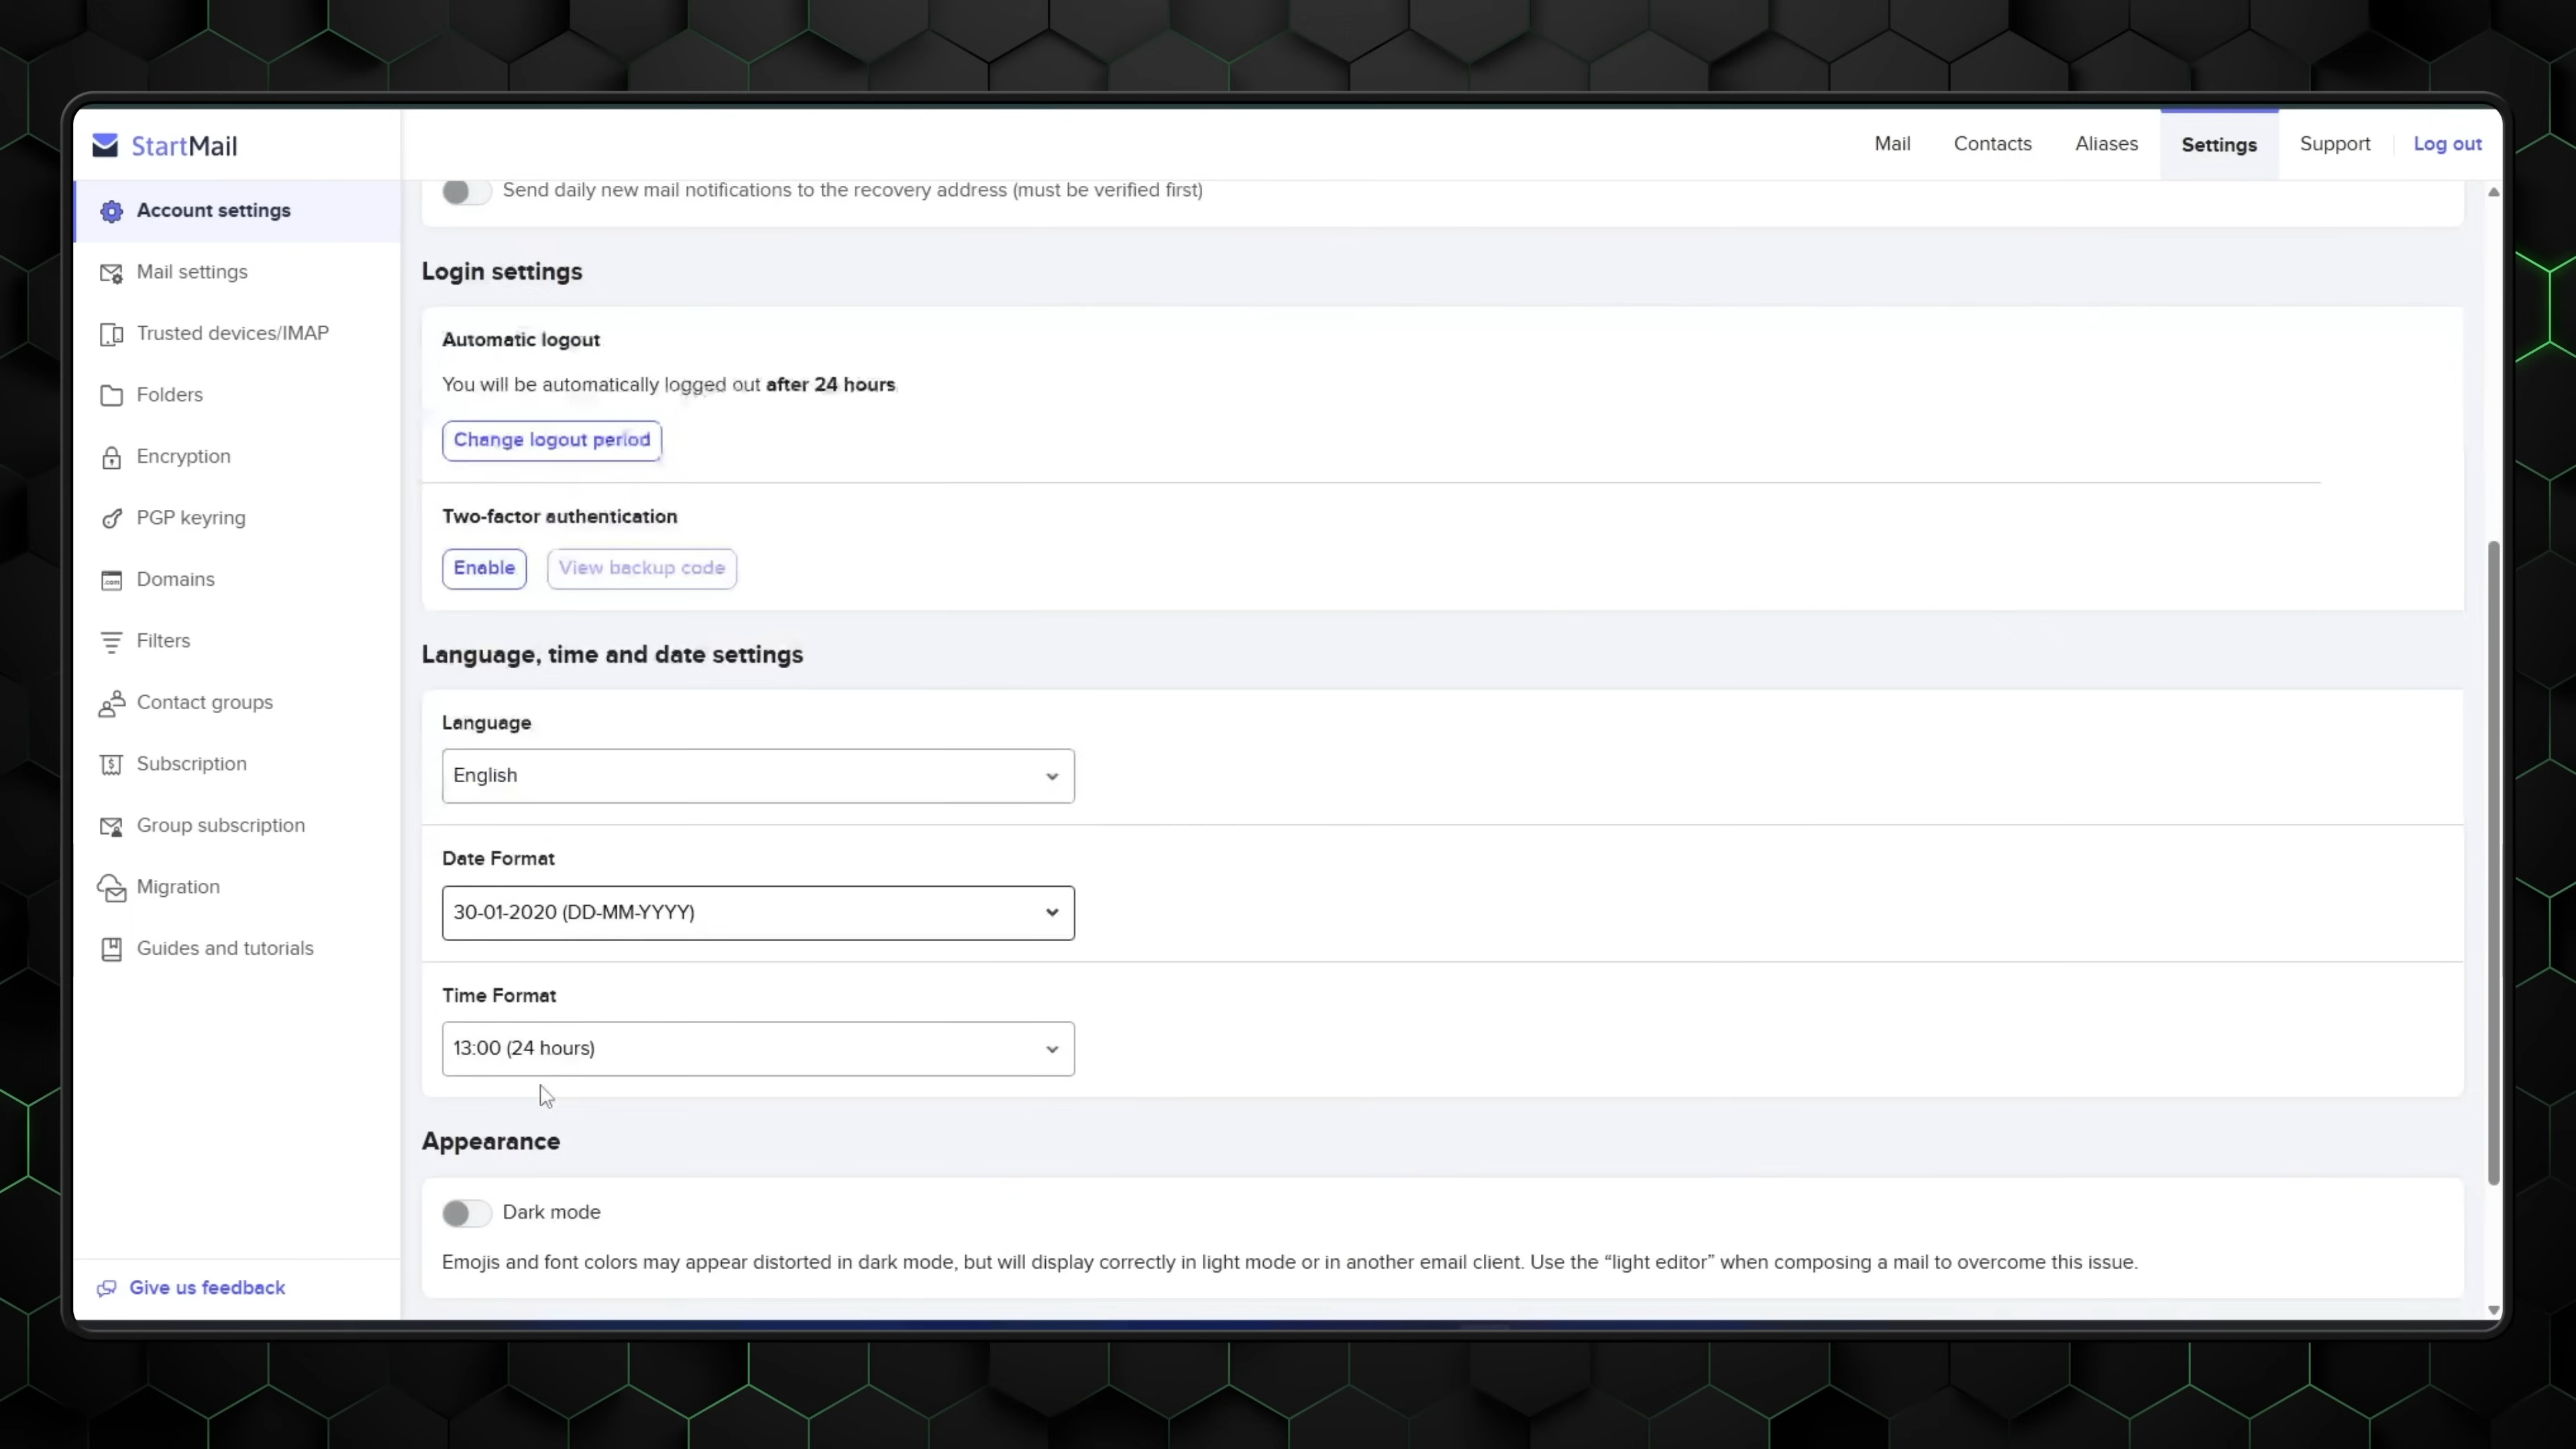 StartMail
Mail
Contacts
Aliases
Settings
Support
Log out
Account settings
Mail settings
Trusted devices/IMAP
Folders
Encryption
PGP keyring
Domains
Filters
Contact groups
Subscription
Group subscription
Migration
Guides and tutorials
Give us feedback
Send daily new mail notifications to the recovery address (must be verified first)
Login settings
Automatic logout
You will be automatically logged out after 24 hours
Change logout period
Two-factor authentication
Enable
View backup code
Language, time and date settings
Language
English
Date Format
30-01-2020 (DD-MM-YYYY)
Time Format
13:00 (24 hours)
Appearance
Dark mode
Emojis and font colors may appear distorted in dark mode, but will display correctly in light mode or in another email client. Use the “light editor” when composing a mail to overcome this issue.